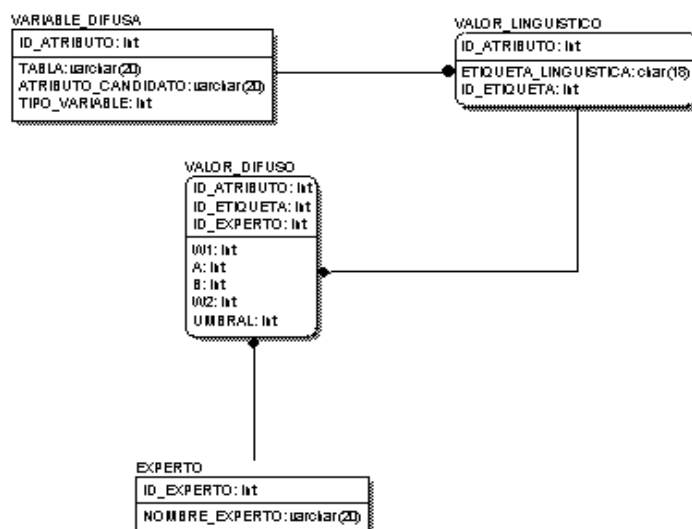 VARIABLE_DIFUSA
ID_ATRIBUTO: int
TABLA: varchar(20)
ATRIBUTO_CANDIDATO: varchar(20)
TIPO_VARIABLE: int
VALOR_LINGUISTICO
ID_ATRIBUTO: int
ETIQUETA_LINGUISTICA: char(18)
ID_ETIQUETA: int
VALOR_DIFUSO
ID_ATRIBUTO: int
ID_ETIQUETA: int
ID_EXPERTO: int
W1: int
A: int
B: int
W2: int
UMBRAL: int
EXPERTO
ID_EXPERTO: int
NOMBRE_EXPERTO: varchar(20)